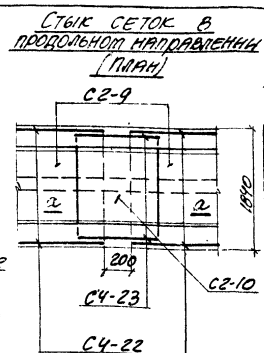 Стык сеток в
продольном направлении
(план)
С2-9
а
а
1840
200
С2-10
С4-23
С4-22